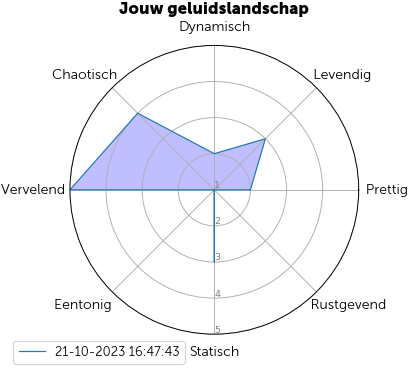 Jouw geluidslandschap
Dynamisch
Chaotisch
Levendig
Vervelend
1
Prettig
2
3
4
Eentonig
Rustgevend
5
21-10-2023 16:47:43
Statisch